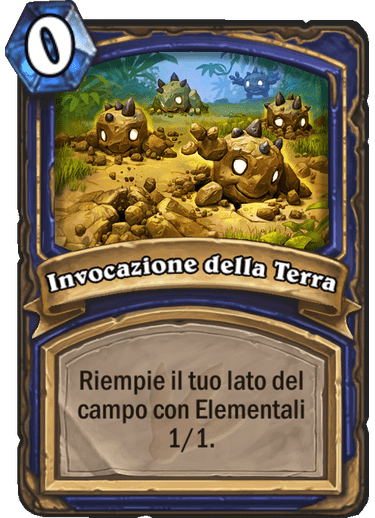 0
Invocazione della Terra
Riempie il tuo lato del
campo con Elementali
1/1.